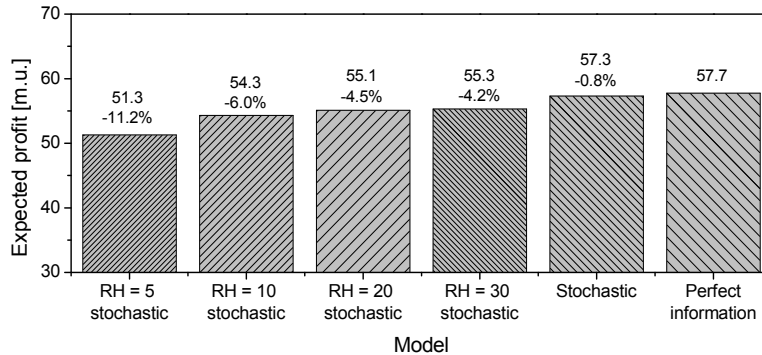 70
60
50
40
30
Expected profit [m.u.]
51.3
-11.2%
54.3
-6.0%
55.1
-4.5%
55.3
-4.2%
57.3
-0.8%
57.7
RH = 5
stochastic
RH = 10
stochastic
RH = 20
stochastic
RH = 30
stochastic
Stochastic
Perfect
information
Model